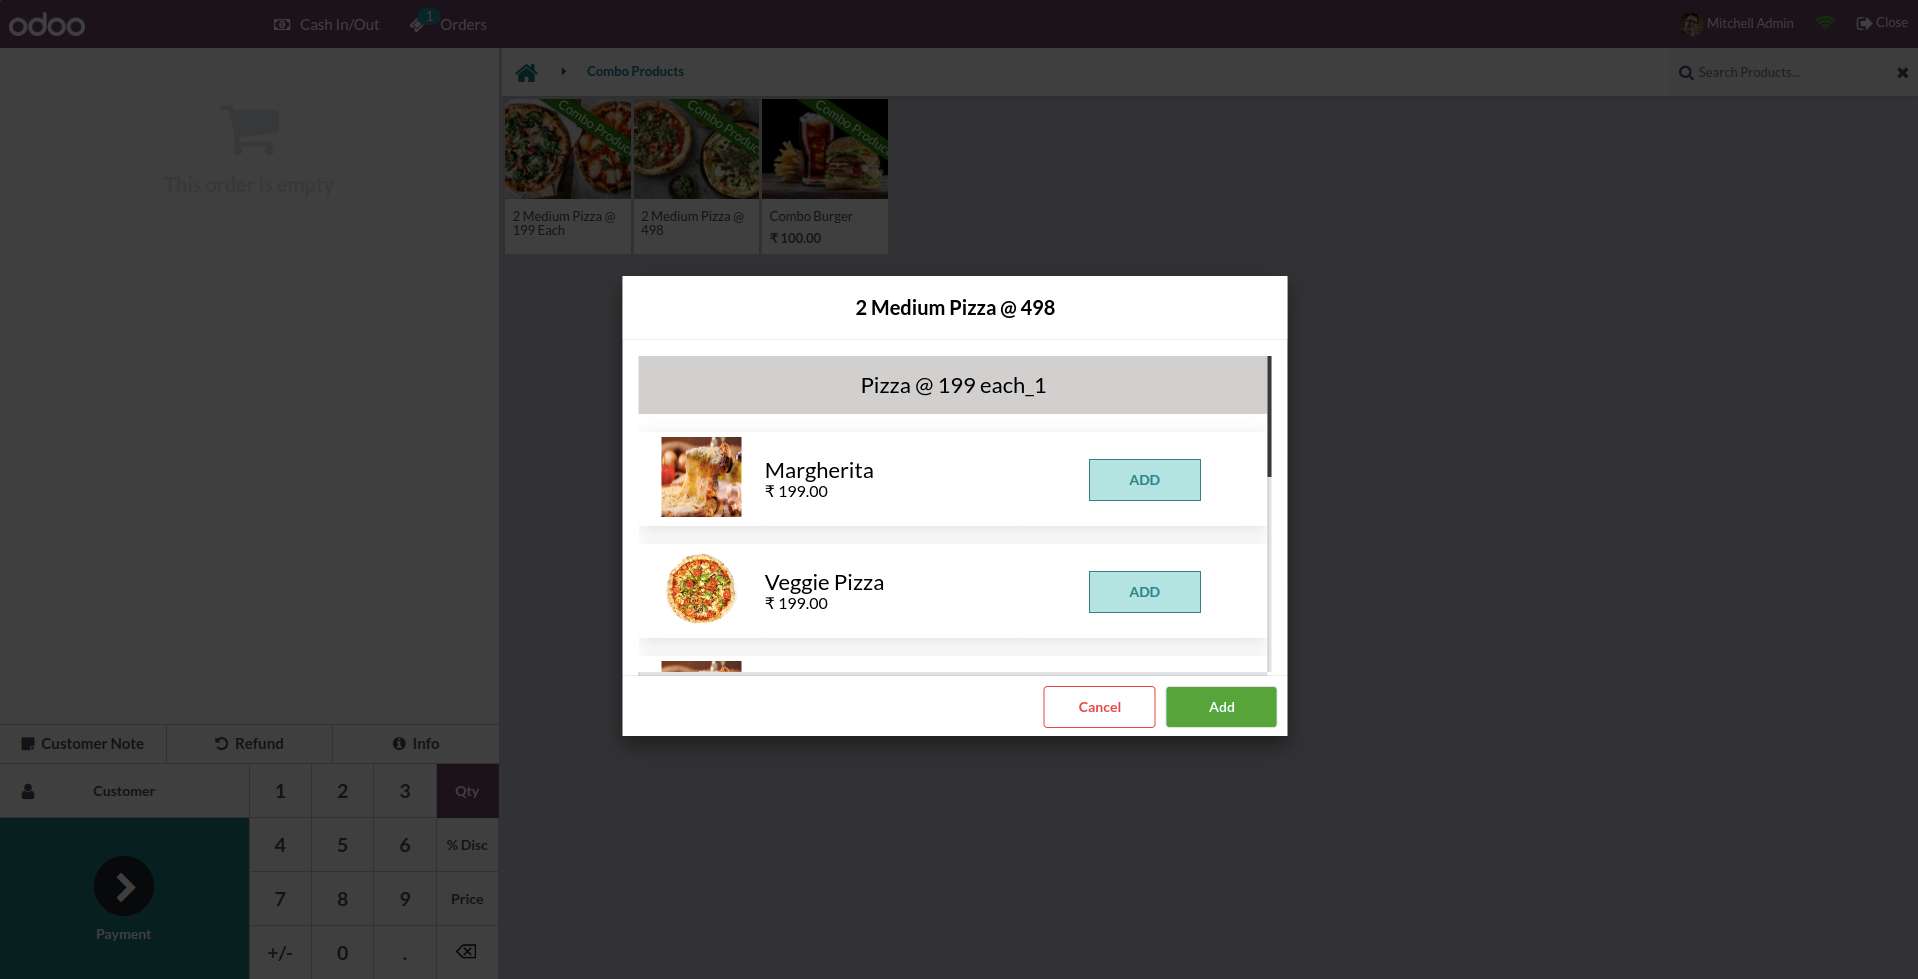 odoo
Cash In/Out
1
Orders
Mitchell Admin
Close
Combo Products
Search Products...
Combo Produc
Combo Produc
Combo Produc
2 Medium Pizza @
199 Each
2 Medium Pizza @
498
Combo Burger
₹ 100.00
This order is empty
2 Medium Pizza @ 498
Pizza @ 199 each_1
Margherita
₹ 199.00
ADD
Veggie Pizza
₹ 199.00
ADD
Cancel
Add
Customer Note
Refund
Info
Customer
1
2
3
Qty
4
5
6
% Disc
7
8
9
Price
Payment
+/-
0
.